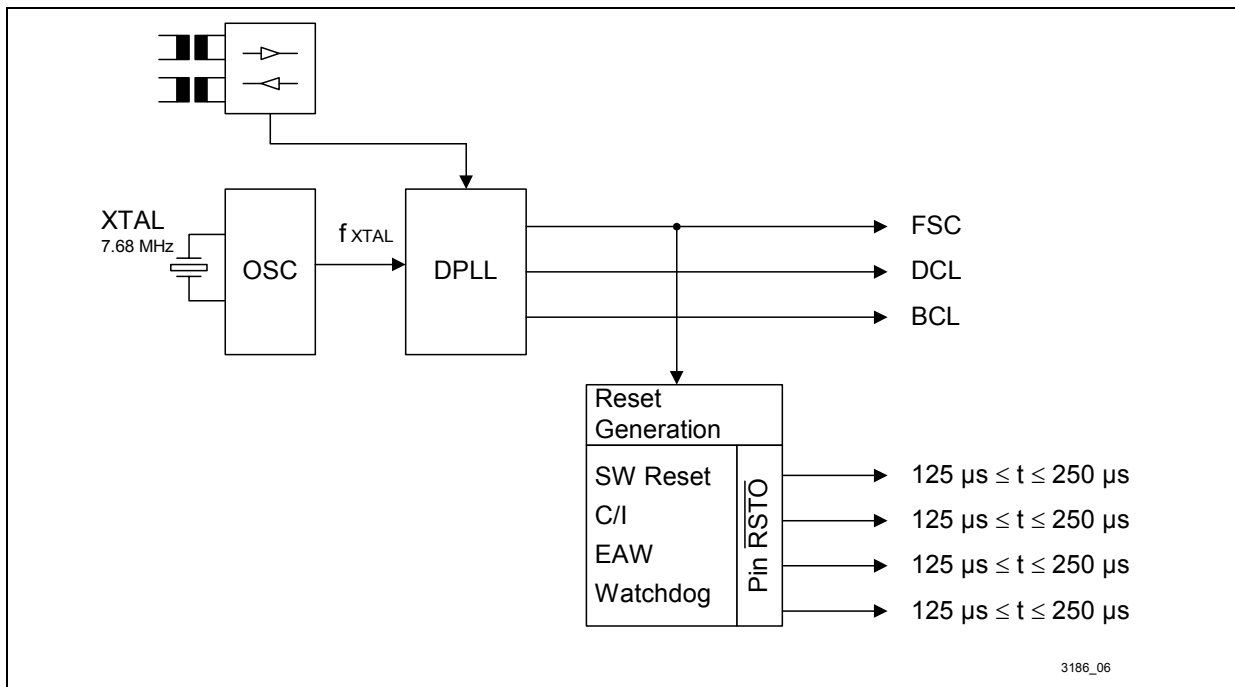 XTAL
7.68 MHz
OSC
f XTAL
DPLL
FSC
DCL
BCL
Reset
Generation
SW Reset
C/I
EAW
Watchdog
Pin RSTO
125 µs ≤ t ≤ 250 µs
125 µs ≤ t ≤ 250 µs
125 µs ≤ t ≤ 250 µs
125 µs ≤ t ≤ 250 µs
3186_06